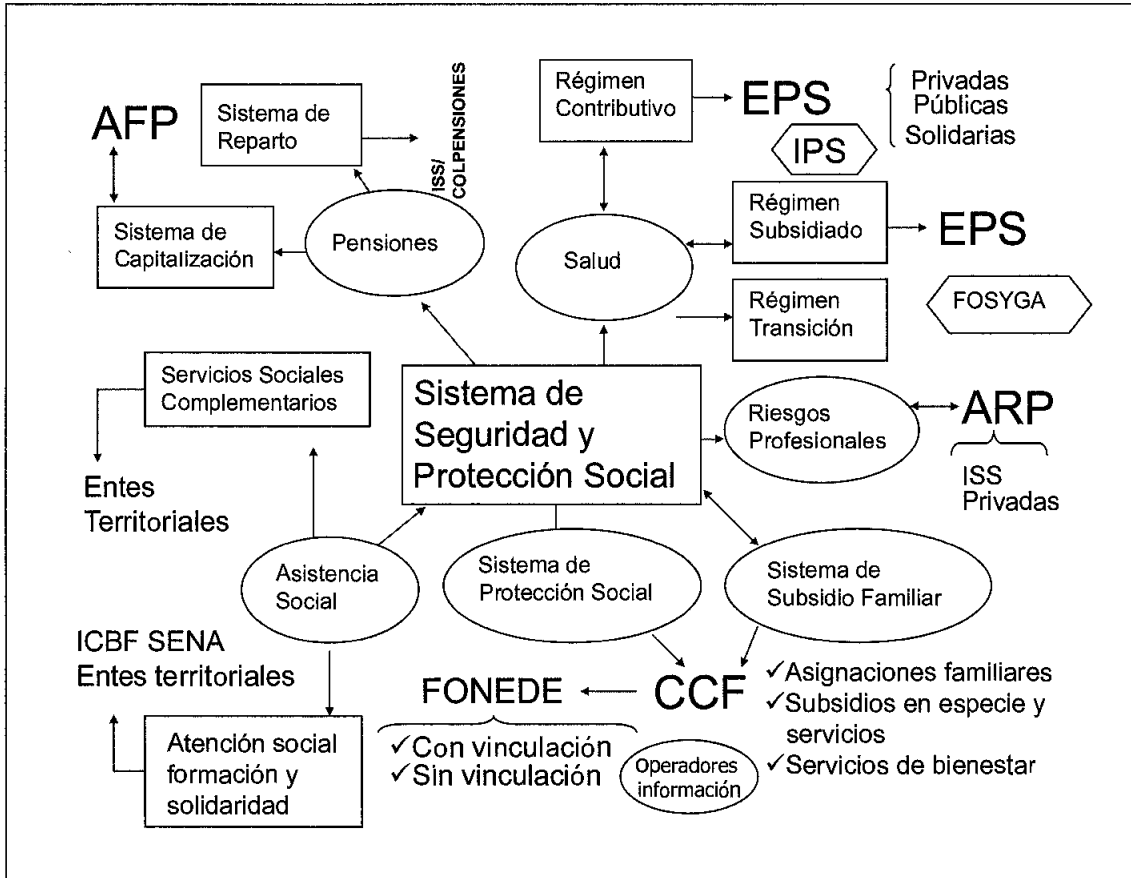 AFP
Sistema de
Reparto
ISS/
COLPENSIONES
Sistema de
Capitalización
Pensiones
Régimen
Contributivo
EPS
Privadas
Públicas
Solidarias
IPS
Régimen
Subsidiado
EPS
Salud
FOSYGA
Régimen
Transición
Servicios Sociales
Complementarios
Sistema de
Seguridad y
Protección Social
Riesgos
Profesionales
ARP
ISS
Privadas
Entes
Territoriales
Asistencia
Social
Sistema de
Protección Social
Sistema de
Subsidio Familiar
ICBF SENA
Entes territoriales
FONEDE
CCF
✓Asignaciones familiares
✓Subsidios en especie y
servicios
✓Servicios de bienestar
✓Con vinculación
✓Sin vinculación
Operadores
información
Atención social
formación y
solidaridad